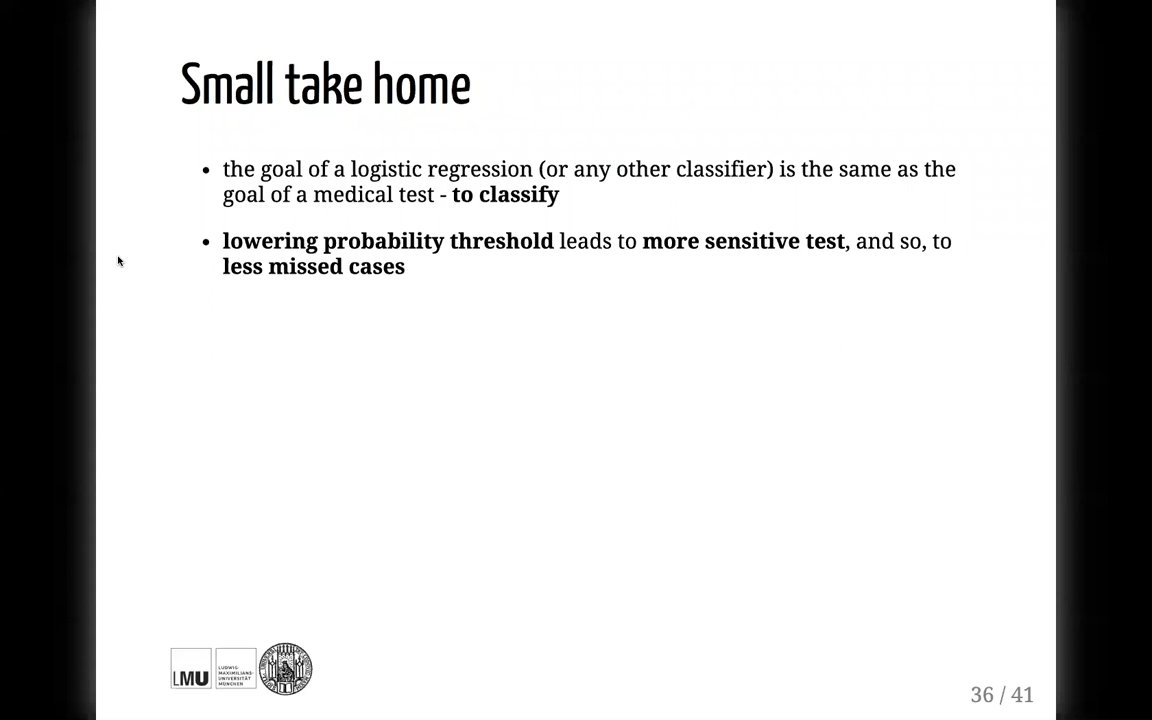 Small take home
• the goal of a logistic regression (or any other classifier) is the same as the
goal of a medical test - to classify
• lowering probability threshold leads to more sensitive test, and so, to
less missed cases
LMU
LUDWIG-
MAXIMILIANS-
UNIVERSITÄT
MÜNCHEN
36 / 41